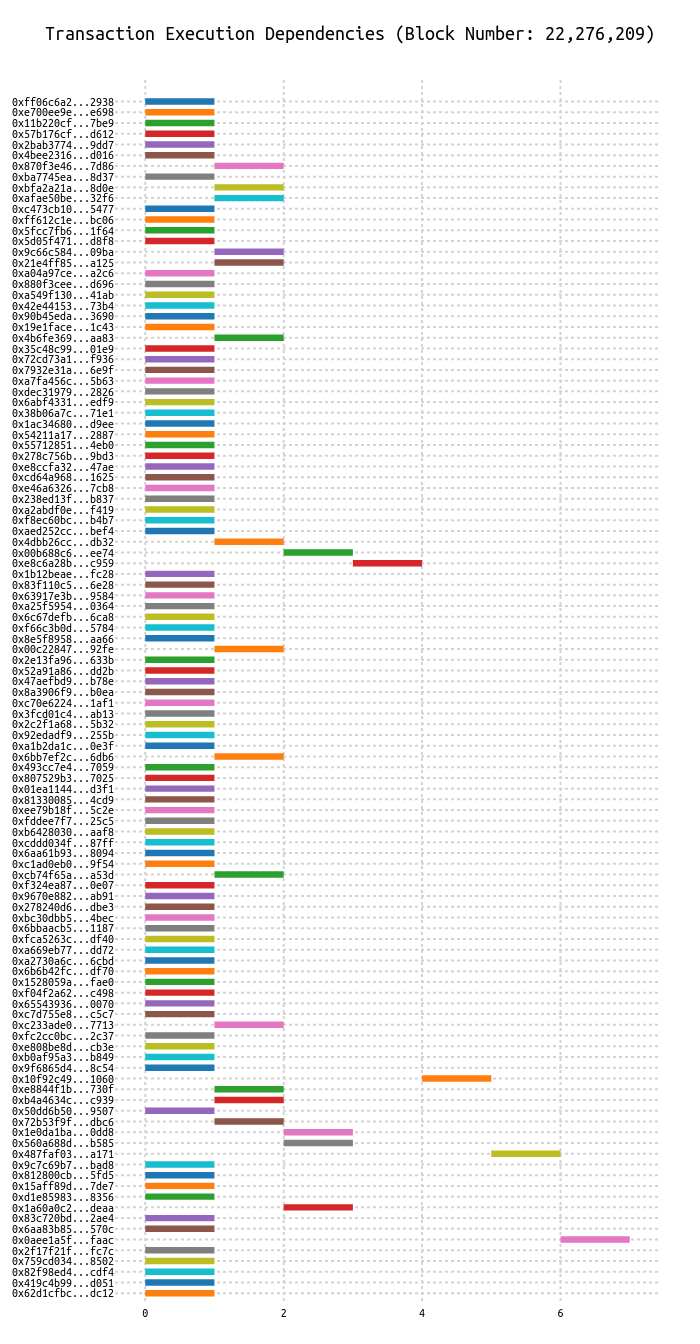 Transaction Execution Dependencies (Block Number: 22,276,209)
0xff06c6a2...2938
0xe700ee9e...e698
0x11b220cf...7be9
0x57b176cf...d612
0x2bab3774...9dd7
0x4bee2316...d016
0x870f3e46...7d86
0xba7745ea...8d37
0xbfa2a21a...8d0e
0xafae50be...32f6
0xc473cb10...5477
0xff612c1e...bc06
0x5fcc7fb6...1f64
0x5d05f471...d8f8
0x9c66c584...09ba
0x21e4ff85...a125
0xa04a97ce...a2c6
0x880f3cee...d696
0xa549f130...41ab
0x42e44153...73b4
0x90b45eda...3690
0x19e1face...1c43
0x4b6fe369...aa83
0x35c48c99...01e9
0x72cd73a1...f936
0x7932e31a...6e9f
0xa7fa456c...5b63
0xdec31979...2826
0x6abf4331...edf9
0x38b06a7c...71e1
0x1ac34680...d9ee
0x54211a17...2887
0x55712851...4eb0
0x278c756b...9bd3
0xe8ccfa32...47ae
0xcd64a968...1625
0xe46a6326...7cb8
0x238ed13f...b837
0xa2abdf0e...f419
0xf8ec60bc...b4b7
0xaed252cc...bef4
0x4dbb26cc...db32
0x00b688c6...ee74
0xe8c6a28b...c959
0x1b12beae...fc28
0x83f110c5...6e28
0x63917e3b...9584
0xa25f5954...0364
0x6c67defb...6ca8
0xf66c3b0d...5784
0x8e5f8958...aa66
0x00c22847...92fe
0x2e13fa96...633b
0x52a91a86...dd2b
0x47aefbd9...b78e
0x8a3906f9...b0ea
0xc70e6224...1af1
0x3fcd01c4...ab13
0x2c2f1a68...5b32
0x92edadf9...255b
0xa1b2da1c...0e3f
0x6bb7ef2c...6db6
0x493cc7e4...7059
0x807529b3...7025
0x01ea1144...d3f1
0x81330085...4cd9
0xee79b18f...5c2e
0xfddee7f7...25c5
0xb6428030...aaf8
0xcddd034f...87ff
0x6aa61b93...8094
0xc1ad0eb0...9f54
0xcb74f65a...a53d
0xf324ea87...0e07
0x9670e882...ab91
0x278240d6...dbe3
0xbc30dbb5...4bec
0x6bbaacb5...1187
0xfca5263c...df40
0xa669eb77...dd72
0xa2730a6c...6cbd
0x6b6b42fc...df70
0x1528059a...fae0
0xf04f2a62...c498
0x65543936...0070
0xc7d755e8...c5c7
0xc233ade0...7713
0xfc2cc0bc...2c37
0xe808be8d...cb3e
0xb0af95a3...b849
0x9f6865d4...8c54
0x10f92c49...1060
0xe8844f1b...730f
0xb4a4634c...c939
0x50dd6b50...9507
0x72b53f9f...dbc6
0x1e0da1ba...0dd8
0x560a688d...b585
0x487faf03...a171
0x9c7c69b7...bad8
0x812800cb...5fd5
0x15aff89d...7de7
0xd1e85983...8356
0x1a60a0c2...deaa
0x83c720bd...2ae4
0x6aa83b85...570c
0x0aee1a5f...faac
0x2f17f21f...fc7c
0x759cd034...8502
0x82f98ed4...cdf4
0x419c4b99...d051
0x62d1cfbc...dc12
0 2 4 6